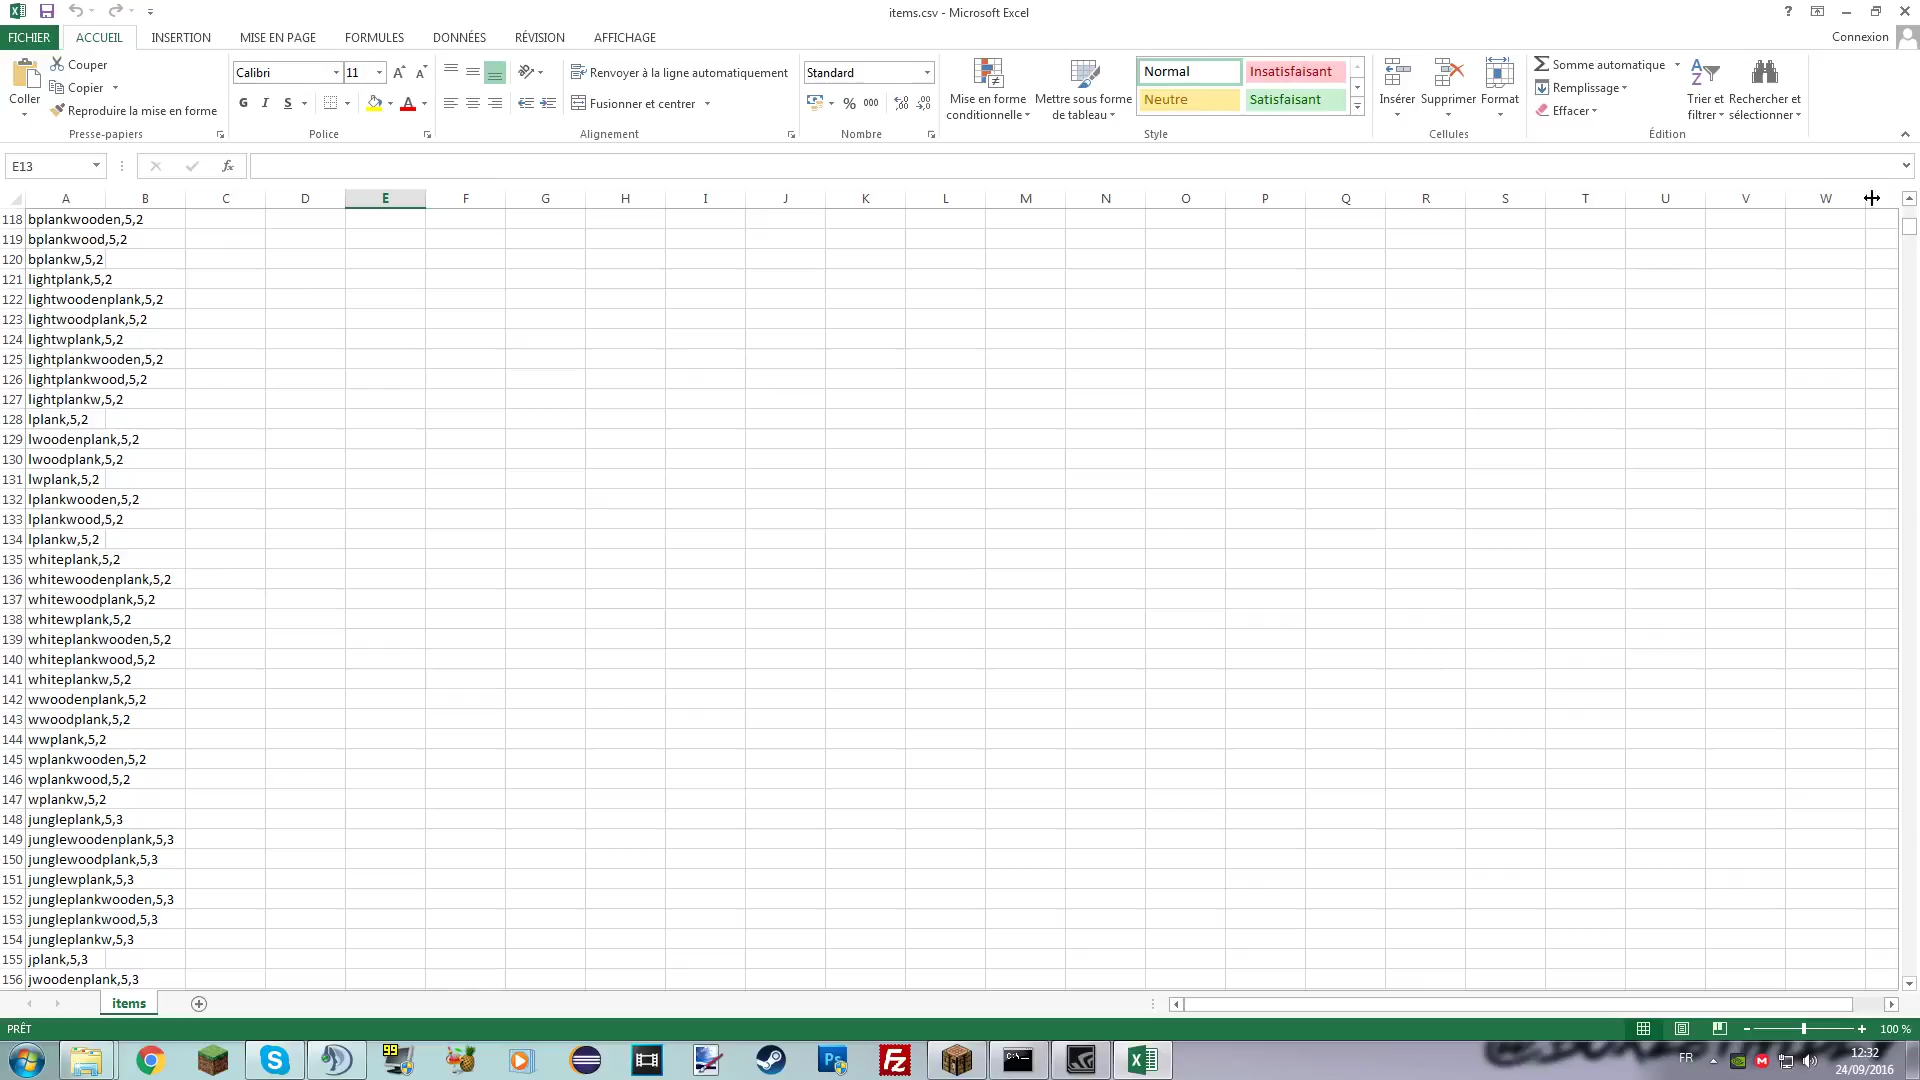 items.csv - Microsoft Excel
FICHIER ACCUEIL INSERTION MISE EN PAGE FORMULES DONNÉES RÉVISION AFFICHAGE Connexion
Coller
Couper
Copier
Reproduire la mise en forme
Presse-papiers
Calibri 11
G I S
Police
Renvoyer à la ligne automatiquement
Fusionner et centrer
Alignement
Standard
% 000
Nombre
Mise en forme conditionnelle
Mettre sous forme de tableau
Normal Insatisfaisant
Neutre Satisfaisant
Style
Insérer Supprimer Format
Cellules
Somme automatique
Remplissage
Effacer
Trier et filtrer
Rechercher et sélectionner
Édition
E13
fx
A B C D E F G H I J K L M N O P Q R S T U V W
118 bplankwooden,5,2
119 bplankwood,5,2
120 bplankw,5,2
121 lightplank,5,2
122 lightwoodenplank,5,2
123 lightwoodplank,5,2
124 lightwplank,5,2
125 lightplankwooden,5,2
126 lightplankwood,5,2
127 lightplankw,5,2
128 lplank,5,2
129 lwoodenplank,5,2
130 lwoodplank,5,2
131 lwplank,5,2
132 lplankwooden,5,2
133 lplankwood,5,2
134 lplankw,5,2
135 whiteplank,5,2
136 whitewoodenplank,5,2
137 whitewoodplank,5,2
138 whitewplank,5,2
139 whiteplankwooden,5,2
140 whiteplankwood,5,2
141 whiteplankw,5,2
142 wwoodenplank,5,2
143 wwoodplank,5,2
144 wwplank,5,2
145 wplankwooden,5,2
146 wplankwood,5,2
147 wplankw,5,2
148 jungleplank,5,3
149 junglewoodenplank,5,3
150 junglewoodplank,5,3
151 junglewplank,5,3
152 jungleplankwooden,5,3
153 jungleplankwood,5,3
154 jungleplankw,5,3
155 jplank,5,3
156 jwoodenplank,5,3
items
PRÊT 100 %
99
FR
12:32
24/09/2016